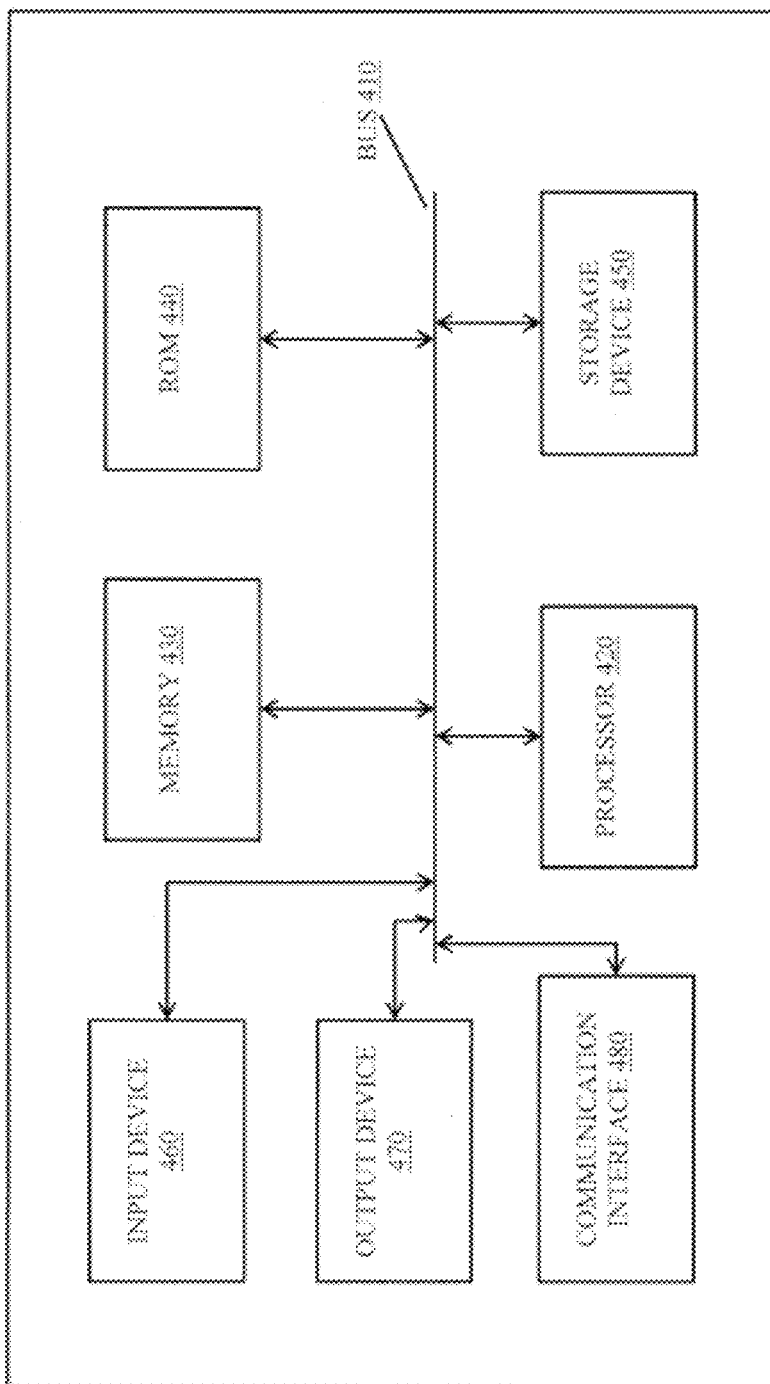 INPUT DEVICE
460
OUTPUT DEVICE
470
COMMUNICATION
INTERFACE 480
MEMORY 430
PROCESSOR 420
ROM 440
STORAGE
DEVICE 450
BUS 410